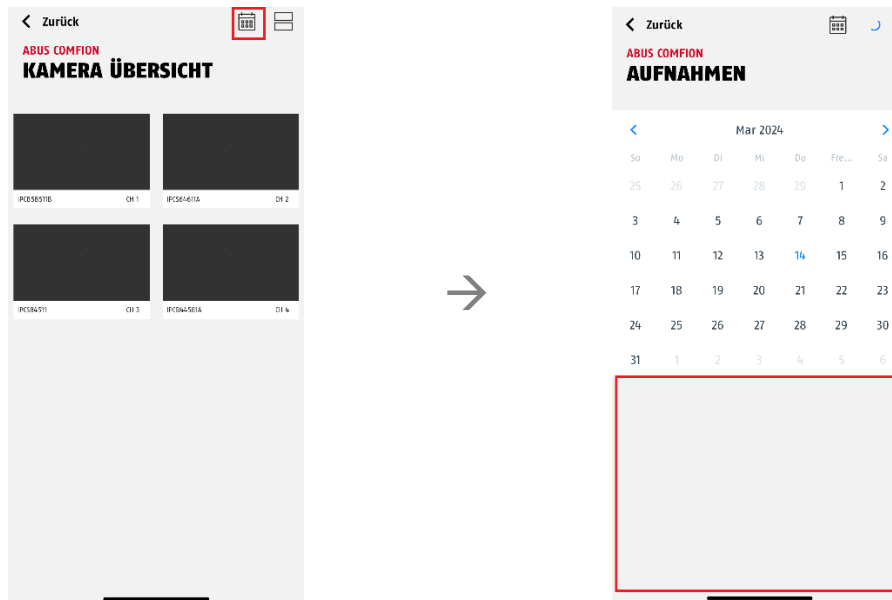 Zurück
ABUS COMFION
KAMERA ÜBERSICHT
IPCB58511B CH 1
IPCS84611A CH 2
IPCS84511 CH 3
IPCB44561A CH 4
Zurück
ABUS COMFION
AUFNAHMEN
Mar 2024
So Mo Di Mi Do Fre... Sa
25 26 27 28 29 1 2
3 4 5 6 7 8 9
10 11 12 13 14 15 16
17 18 19 20 21 22 23
24 25 26 27 28 29 30
31 1 2 3 4 5 6